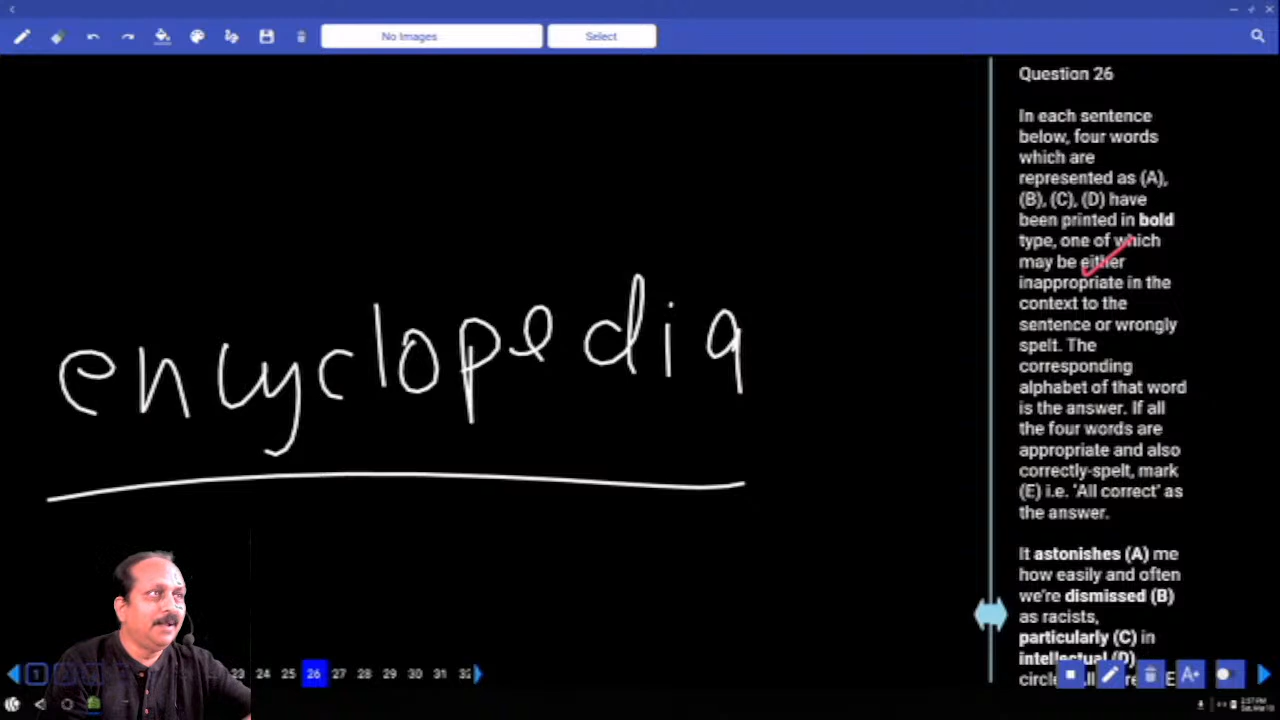 No Images
Select
Question 26
In each sentence
below, four words
which are
represented as (A),
(B), (C), (D) have
been printed in bold
type, one of which
may be either
inappropriate in the
context to the
sentence or wrongly
spelt. The
corresponding
alphabet of that word
is the answer. If all
the four words are
appropriate and also
correctly-spelt, mark
(E) i.e. 'All correct' as
the answer.
It astonishes (A) me
how easily and often
we're dismissed (B)
as racists,
particularly (C) in
intellectual (D)
encyclopedia
1
23 24 25 26 27 28 29 30 31
A+